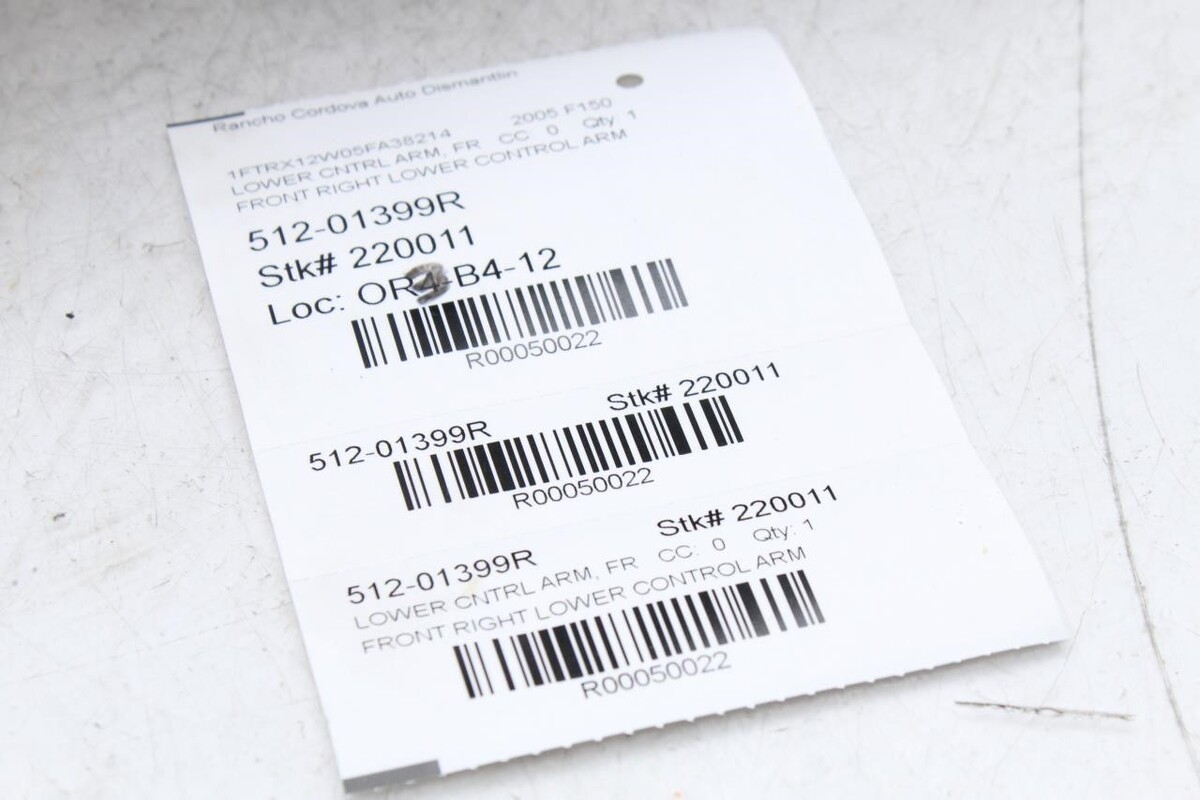 Rancho Cordova Auto Dismantlin
1FTRX12W05FA38214 2005 F150
LOWER CNTRL ARM, FR CC: 0 Qty: 1
FRONT RIGHT LOWER CONTROL ARM
512-01399R
Stk# 220011
Loc: OR3-B4-12
R00050022
512-01399R Stk# 220011
R00050022
512-01399R Stk# 220011
LOWER CNTRL ARM, FR CC: 0 Qty: 1
FRONT RIGHT LOWER CONTROL ARM
R00050022